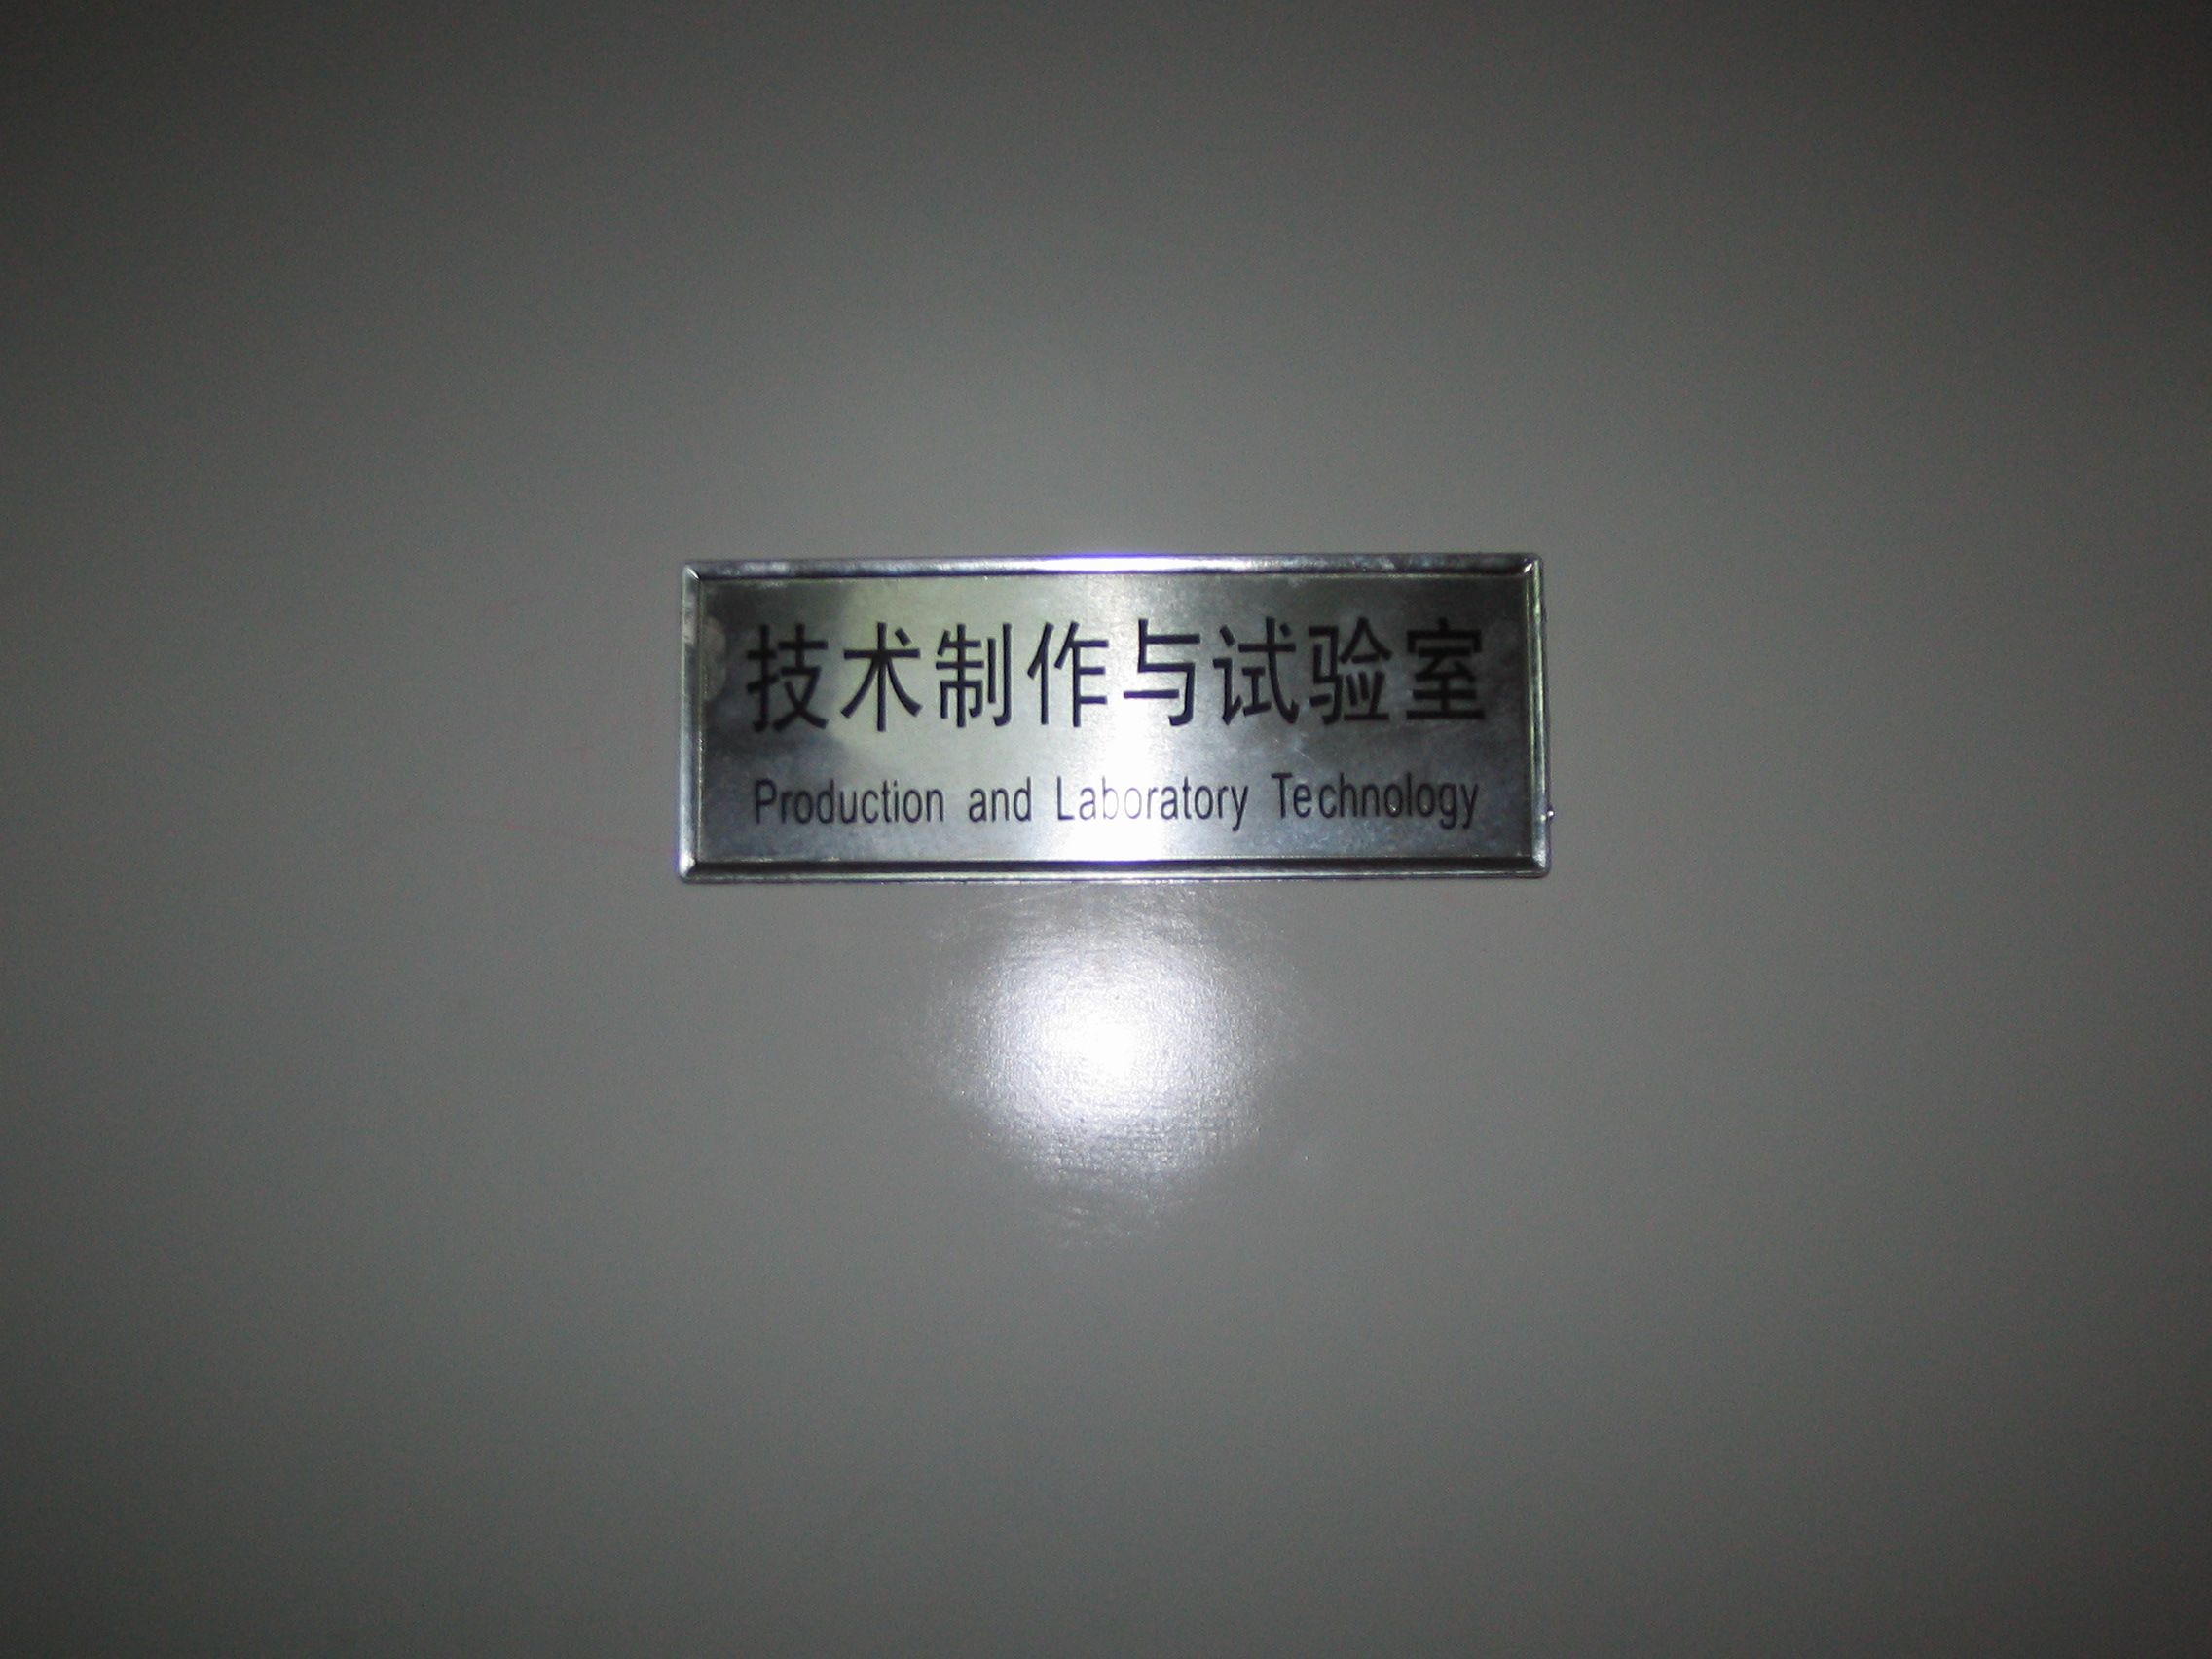 技术制作与试验室
Production and Laboratory Technology